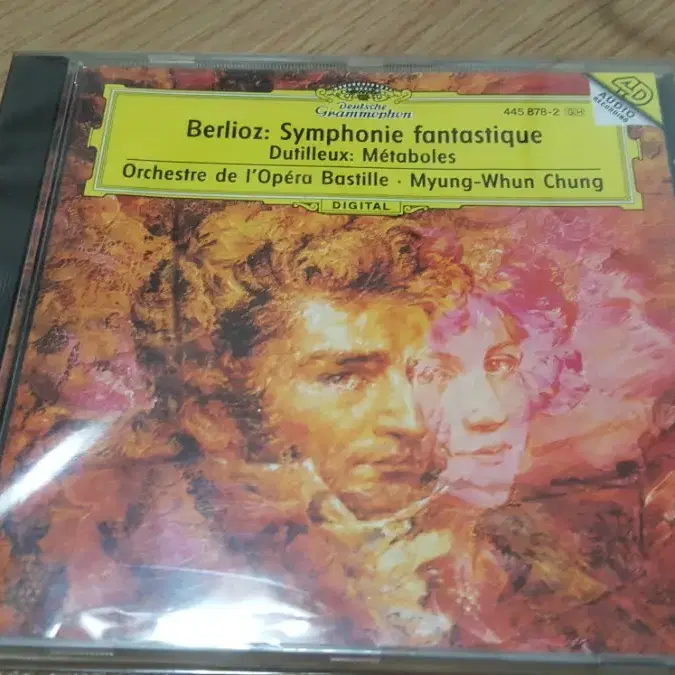 Deutsche
Grammophon
445 878-2 GH
4D
AUDIO
RECORDING
Berlioz: Symphonie fantastique
Dutilleux: Métaboles
Orchestre de l'Opéra Bastille · Myung-Whun Chung
DIGITAL